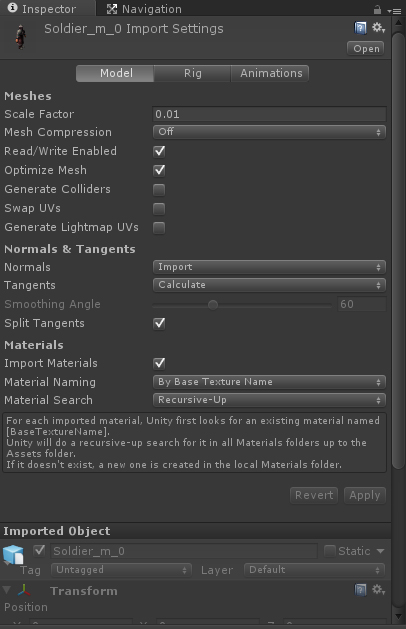 Inspector Navigation
Soldier_m_0 Import Settings
Open
Model Rig Animations
Meshes
Scale Factor 0.01
Mesh Compression Off
Read/Write Enabled
Optimize Mesh
Generate Colliders
Swap UVs
Generate Lightmap UVs
Normals & Tangents
Normals Import
Tangents Calculate
Smoothing Angle 60
Split Tangents
Materials
Import Materials
Material Naming By Base Texture Name
Material Search Recursive-Up
For each imported material, Unity first looks for an existing material named
[BaseTextureName].
Unity will do a recursive-up search for it in all Materials folders up to the
Assets folder.
If it doesn't exist, a new one is created in the local Materials folder.
Revert Apply
Imported Object
Soldier_m_0 Static
Tag Untagged Layer Default
Transform
Position